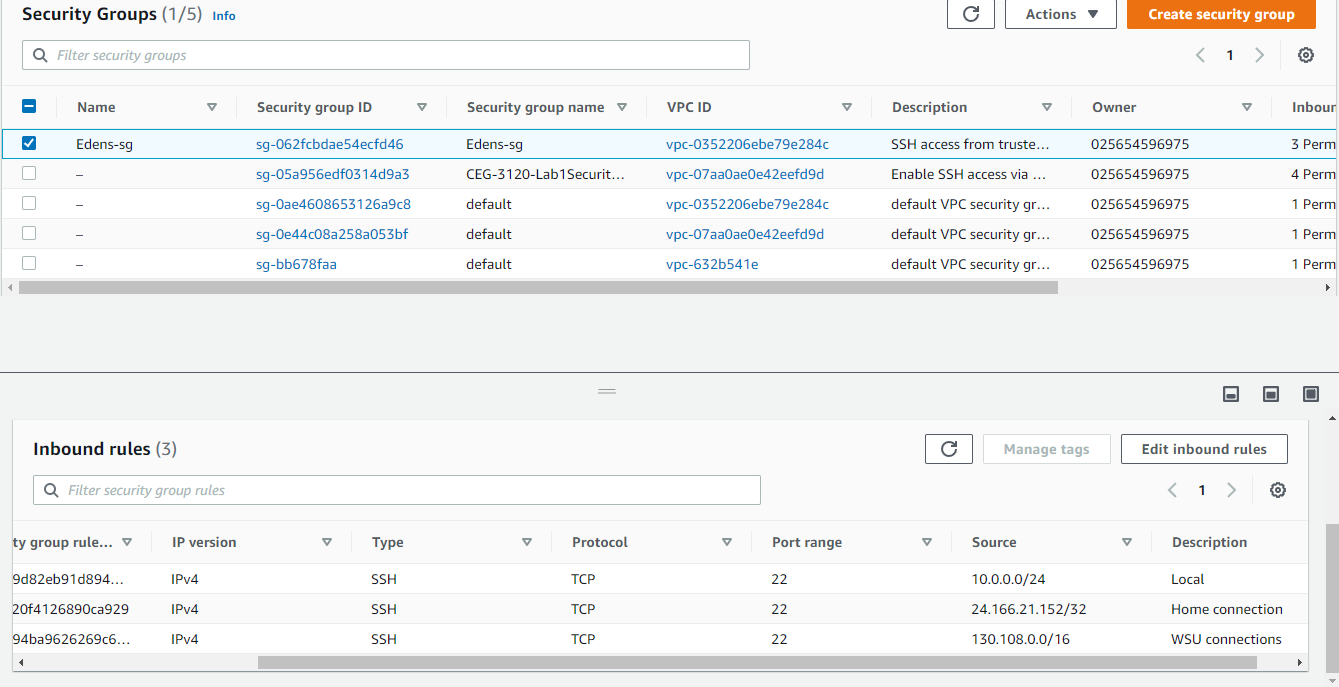 Security Groups (1/5) Info
Actions
Create security group
Filter security groups
1
Name Security group ID Security group name VPC ID Description Owner Inbour
Edens-sg sg-062fcbdae54ecfd46 Edens-sg vpc-0352206ebe79e284c SSH access from truste... 025654596975 3 Perm
– sg-05a956edf0314d9a3 CEG-3120-Lab1Securit... vpc-07aa0ae0e42eefd9d Enable SSH access via ... 025654596975 4 Perm
– sg-0ae4608653126a9c8 default vpc-0352206ebe79e284c default VPC security gr... 025654596975 1 Perm
– sg-0e44c08a258a053bf default vpc-07aa0ae0e42eefd9d default VPC security gr... 025654596975 1 Perm
– sg-bb678faa default vpc-632b541e default VPC security gr... 025654596975 1 Perm
Inbound rules (3)
Manage tags
Edit inbound rules
Filter security group rules
1
ty group rule... IP version Type Protocol Port range Source Description
9d82eb91d894... IPv4 SSH TCP 22 10.0.0.0/24 Local
20f4126890ca929 IPv4 SSH TCP 22 24.166.21.152/32 Home connection
94ba9626269c6... IPv4 SSH TCP 22 130.108.0.0/16 WSU connections